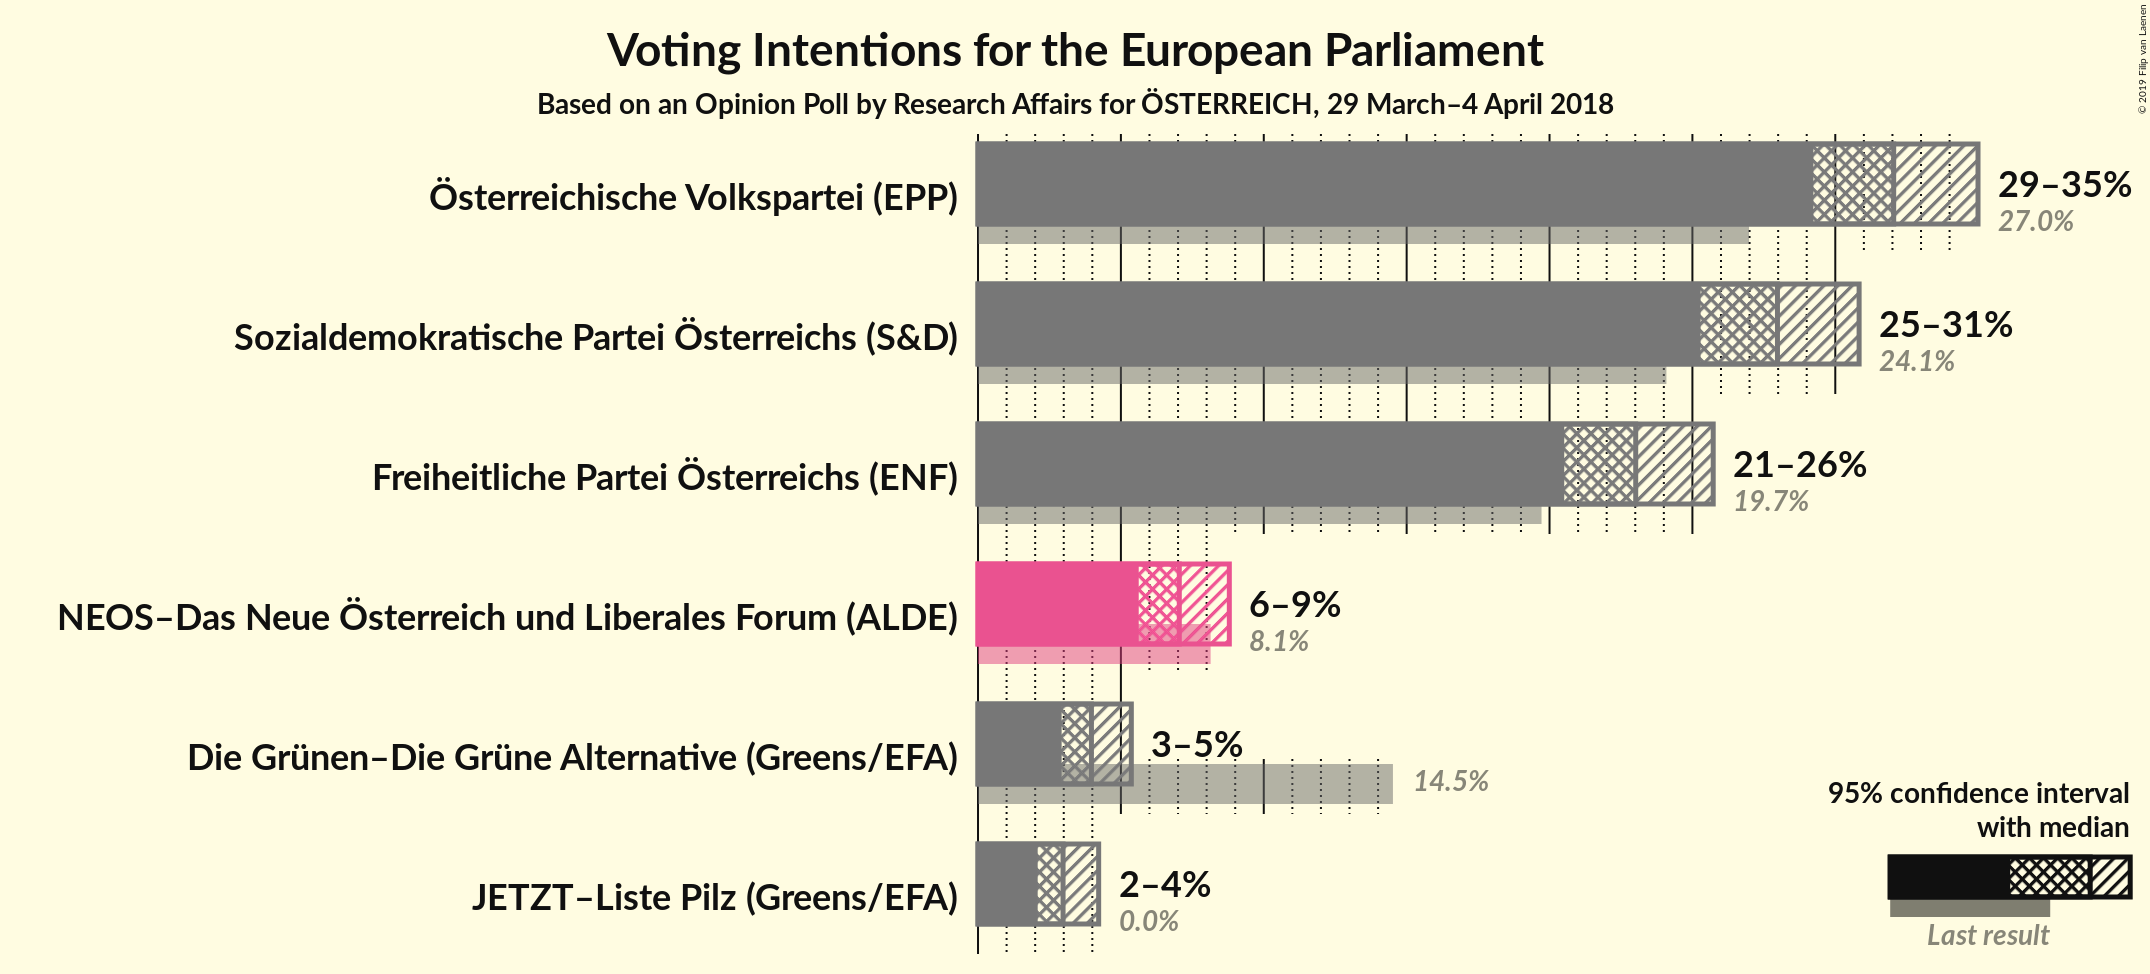 Voting Intentions for the European Parliament
Based on an Opinion Poll by Research Affairs for ÖSTERREICH, 29 March–4 April 2018
© 2019 Filip van Laenen
Österreichische Volkspartei (EPP)
29–35%
27.0%
Sozialdemokratische Partei Österreichs (S&D)
25–31%
24.1%
Freiheitliche Partei Österreichs (ENF)
21–26%
19.7%
NEOS–Das Neue Österreich und Liberales Forum (ALDE)
6–9%
8.1%
Die Grünen–Die Grüne Alternative (Greens/EFA)
3–5%
14.5%
JETZT–Liste Pilz (Greens/EFA)
2–4%
0.0%
95% confidence interval
with median
Last result